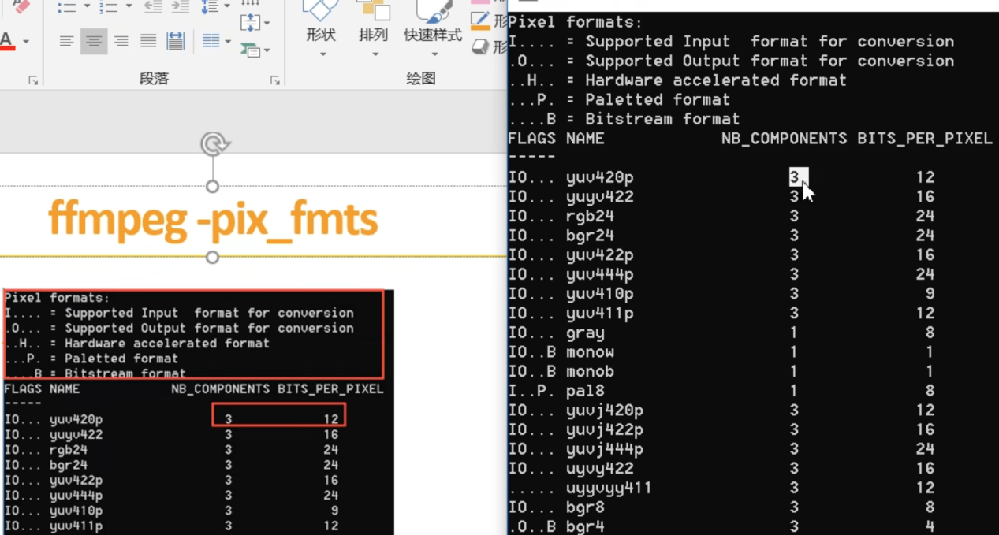 A
段落
形状
排列
快速样式
绘图
形
形
ffmpeg -pix_fmts
Pixel formats:
I.... = Supported Input  format for conversion
.O... = Supported Output format for conversion
..H.. = Hardware accelerated format
...P. = Paletted format
....B = Bitstream format
FLAGS NAME            NB_COMPONENTS BITS_PER_PIXEL
-----
IO... yuv420p                3            12
IO... yuyv422                3            16
IO... rgb24                  3            24
IO... bgr24                  3            24
IO... yuv422p                3            16
IO... yuv444p                3            24
IO... yuv410p                3             9
IO... yuv411p                3            12
Pixel formats:
I.... = Supported Input  format for conversion
.O... = Supported Output format for conversion
..H.. = Hardware accelerated format
...P. = Paletted format
....B = Bitstream format
FLAGS NAME            NB_COMPONENTS BITS_PER_PIXEL
-----
IO... yuv420p                3            12
IO... yuyv422                3            16
IO... rgb24                  3            24
IO... bgr24                  3            24
IO... yuv422p                3            16
IO... yuv444p                3            24
IO... yuv410p                3             9
IO... yuv411p                3            12
IO... gray                   1             8
IO..B monow                  1             1
IO..B monob                  1             1
I..P. pal8                   1             8
IO... yuvj420p               3            12
IO... yuvj422p               3            16
IO... yuvj444p               3            24
IO... uyvy422                3            16
..... uyyvyy411              3            12
IO... bgr8                   3             8
.O..B bgr4                   3             4